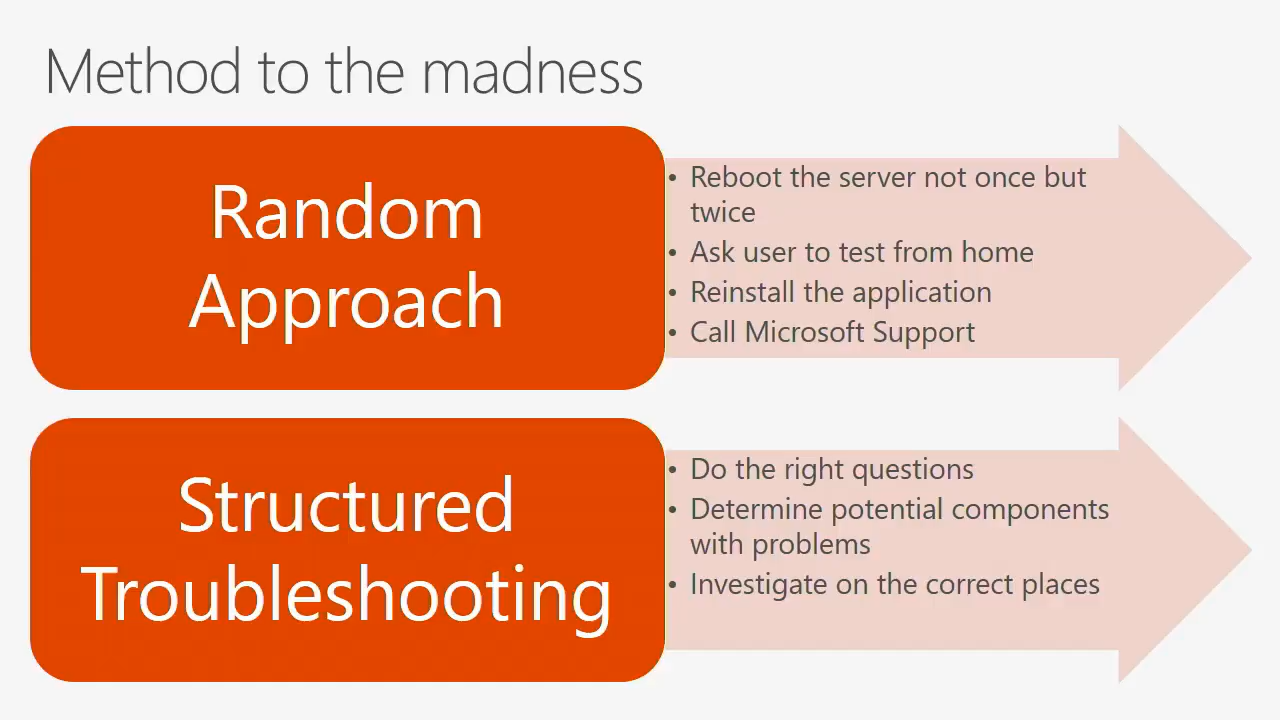 Method to the madness
Random
Approach
• Reboot the server not once but
twice
• Ask user to test from home
• Reinstall the application
• Call Microsoft Support
Structured
Troubleshooting
• Do the right questions
• Determine potential components
with problems
• Investigate on the correct places